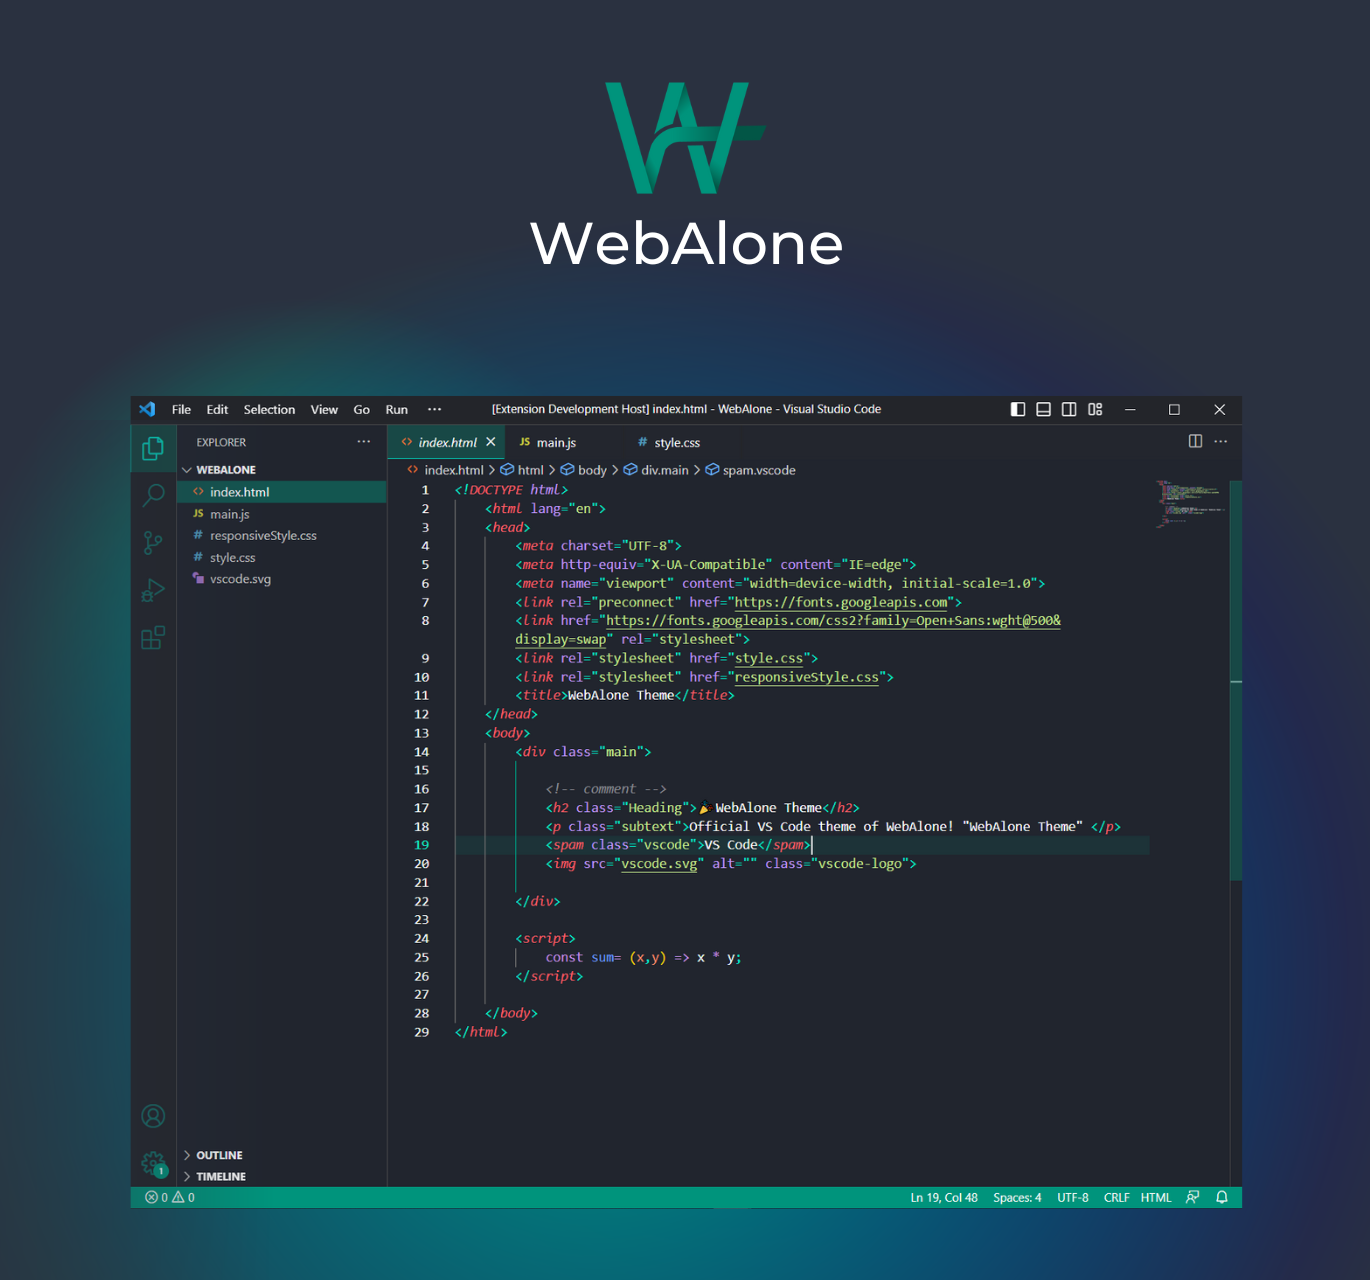 WebAlone
File Edit Selection View Go Run ··· [Extension Development Host] index.html - WebAlone - Visual Studio Code
EXPLORER ···
WEBALONE
index.html
JS main.js
# responsiveStyle.css
# style.css
vscode.svg
OUTLINE
TIMELINE
index.html JS main.js # style.css
index.html > html > body > div.main > spam.vscode
1 <!DOCTYPE html>
2 <html lang="en">
3 <head>
4 <meta charset="UTF-8">
5 <meta http-equiv="X-UA-Compatible" content="IE=edge">
6 <meta name="viewport" content="width=device-width, initial-scale=1.0">
7 <link rel="preconnect" href="https://fonts.googleapis.com">
8 <link href="https://fonts.googleapis.com/css2?family=Open+Sans:wght@500&
display=swap" rel="stylesheet">
9 <link rel="stylesheet" href="style.css">
10 <link rel="stylesheet" href="responsiveStyle.css">
11 <title>WebAlone Theme</title>
12 </head>
13 <body>
14 <div class="main">
15
16 <!-- comment -->
17 <h2 class="Heading">🎉WebAlone Theme</h2>
18 <p class="subtext">Official VS Code theme of WebAlone! "WebAlone Theme" </p>
19 <spam class="vscode">VS Code</spam>
20 <img src="vscode.svg" alt="" class="vscode-logo">
21
22 </div>
23
24 <script>
25 const sum= (x,y) => x * y;
26 </script>
27
28 </body>
29 </html>
1
0 0 Ln 19, Col 48 Spaces: 4 UTF-8 CRLF HTML